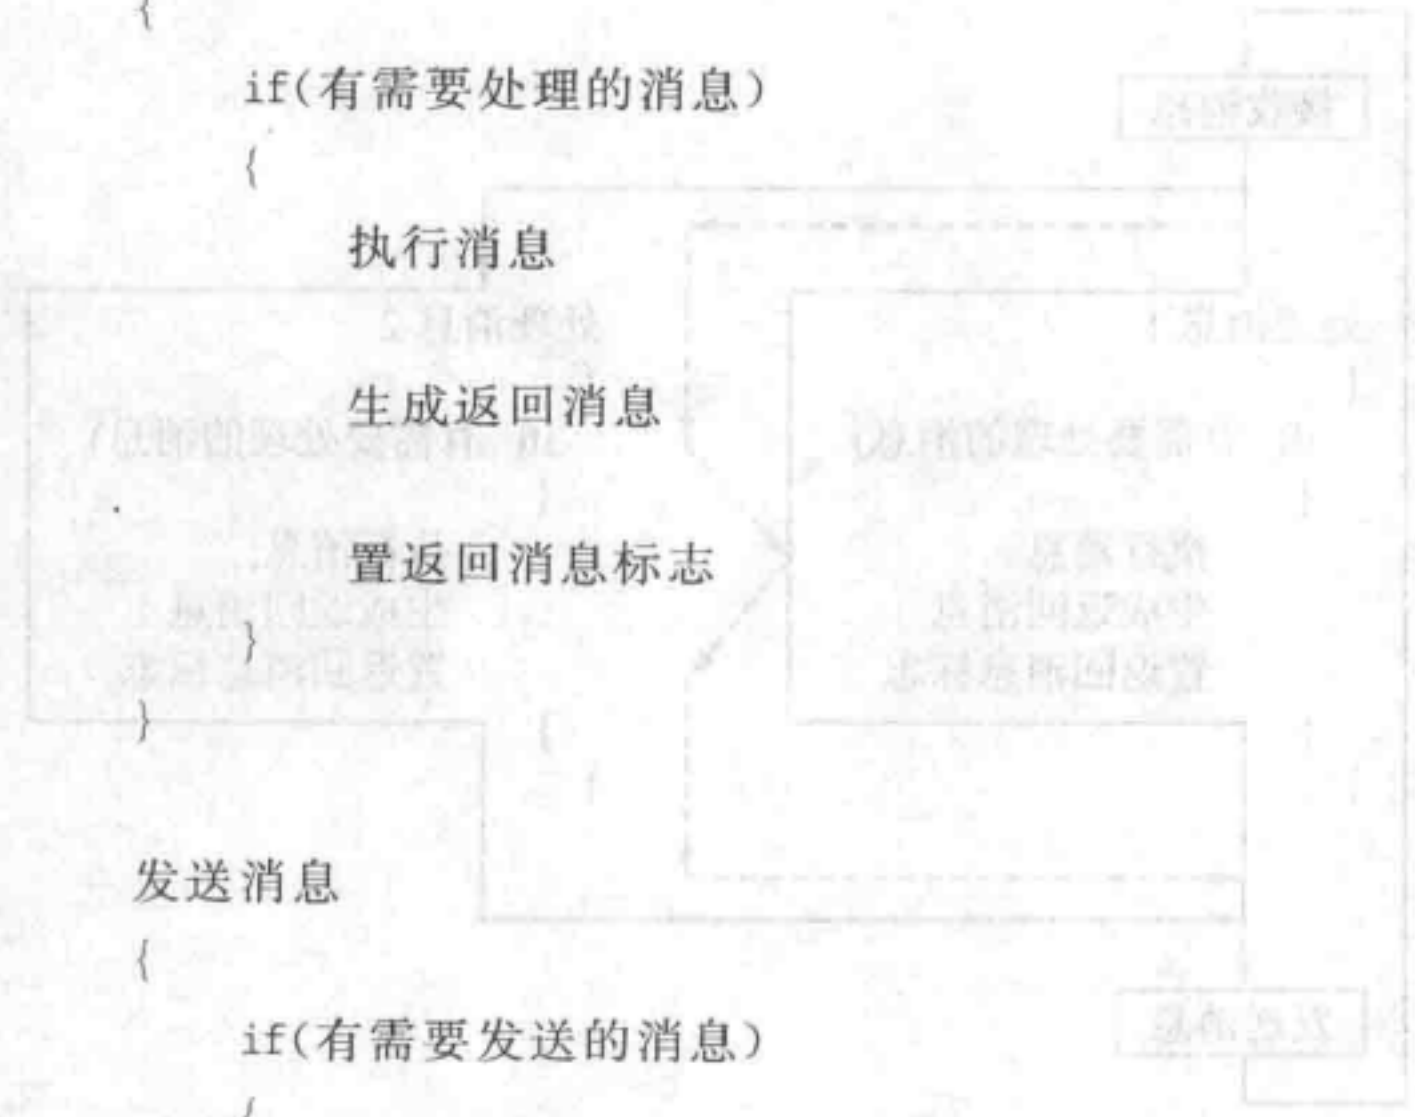 {
if(有需要处理的消息)
{
执行消息
生成返回消息
置返回消息标志
}
}
发送消息
{
if(有需要发送的消息)
{